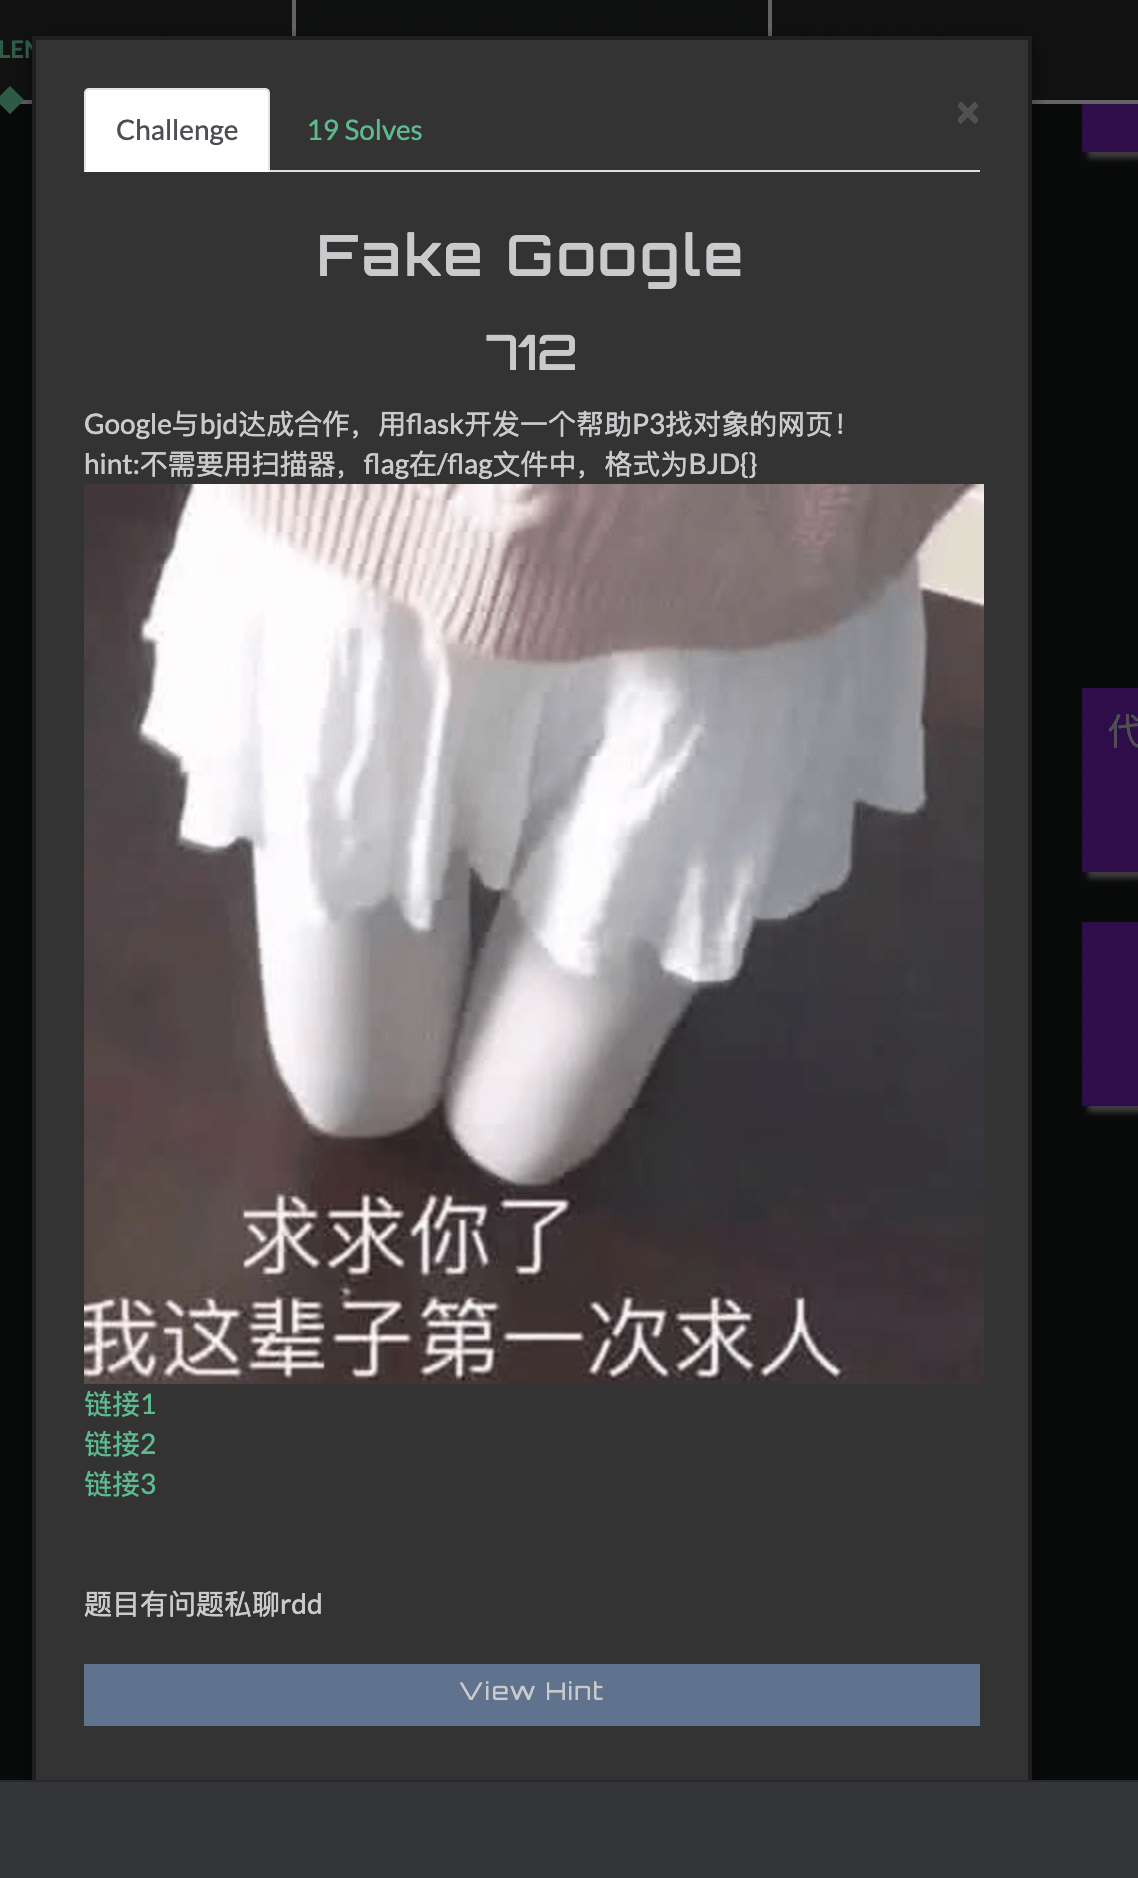 LEN
Challenge
19 Solves
×
Fake Google
712
Google与bjd达成合作，用flask开发一个帮助P3找对象的网页！
hint:不需要用扫描器，flag在/flag文件中，格式为BJD{}
求求你了
我这辈子第一次求人
链接1
链接2
链接3
代
题目有问题私聊rdd
View Hint